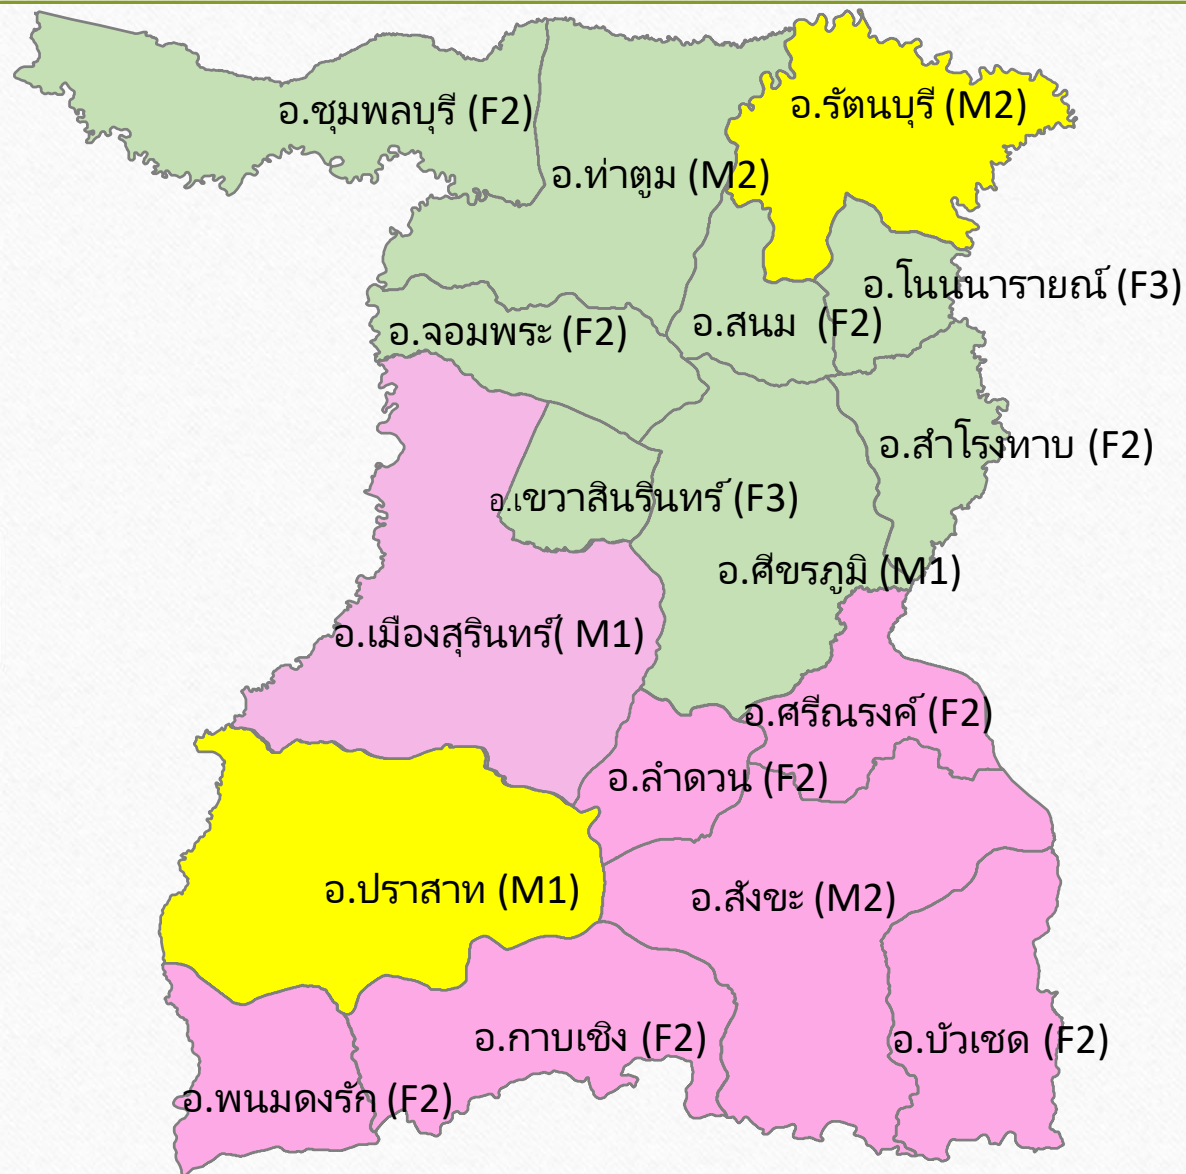 อ.ชุมพลบุรี (F2)
อ.รัตนบุรี (M2)
อ.ท่าตูม (M2)
อ.โนนนารายณ์ (F3)
อ.จอมพระ (F2)
อ.สนม (F2)
อ.สำโรงทาบ (F2)
อ.เขวาสินรินทร์ (F3)
อ.ศีขรภูมิ (M1)
อ.เมืองสุรินทร์( M1)
อ.ศรีณรงค์ (F2)
อ.ลำดวน (F2)
อ.ปราสาท (M1)
อ.สังขะ (M2)
อ.กาบเชิง (F2)
อ.บัวเชด (F2)
อ.พนมดงรัก (F2)